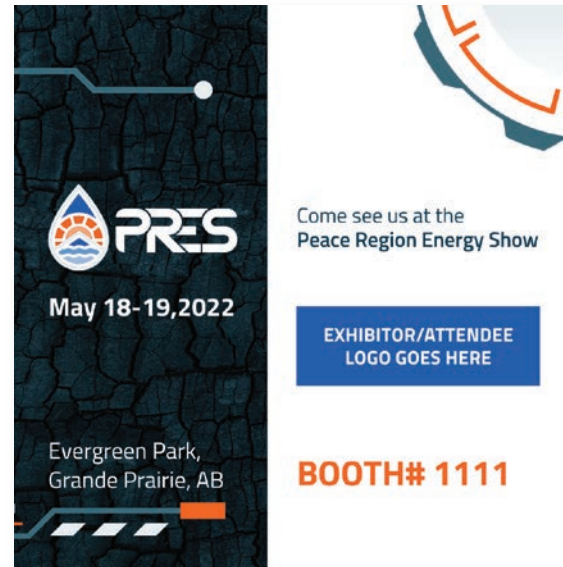 PRES
May 18-19,2022
Evergreen Park,
Grande Prairie, AB
Come see us at the
Peace Region Energy Show
EXHIBITOR/ATTENDEE
LOGO GOES HERE
BOOTH# 1111